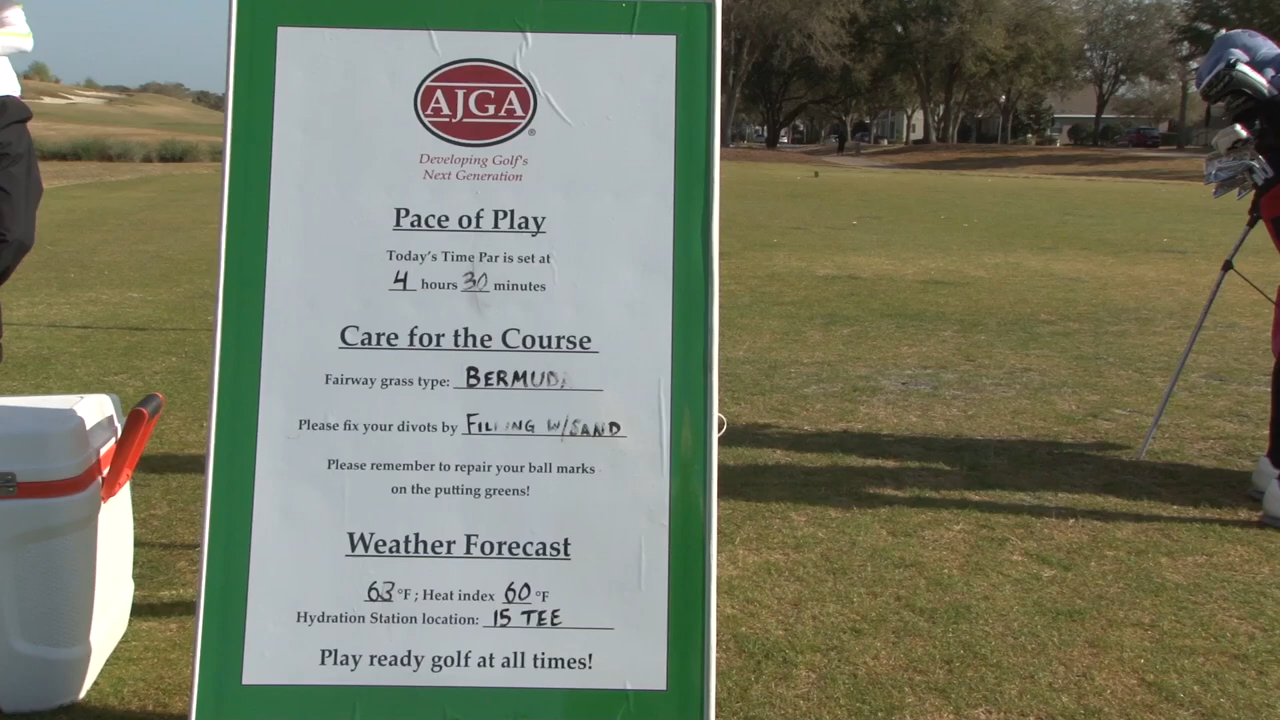 AJGA
Developing Golf's
Next Generation
Pace of Play
Today's Time Par is set at
4 hours 30 minutes
Care for the Course
Fairway grass type: BERMUDA
Please fix your divots by FILLING W/SAND
Please remember to repair your ball marks
on the putting greens!
Weather Forecast
63 °F ; Heat index 60 °F
Hydration Station location: 15 TEE
Play ready golf at all times!